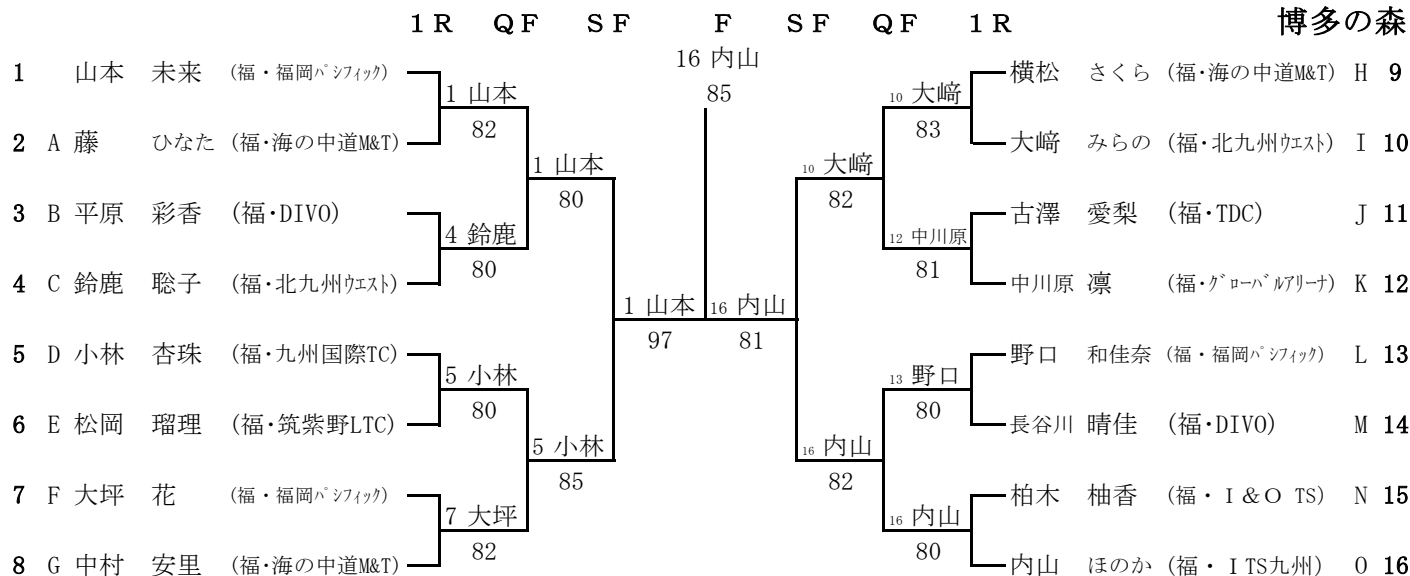 1R QF SF F SF QF 1R 博多の森
16 内山
85
1 山本 未来 (福・福岡ﾊﾟｼﾌｨｯｸ)
1 山本
82
2 A 藤 ひなた (福・海の中道M&T)
1 山本
80
3 B 平原 彩香 (福・DIVO)
4 鈴鹿
80
4 C 鈴鹿 聡子 (福・北九州ｳｴｽﾄ)
1 山本
97
5 D 小林 杏珠 (福・九州国際TC)
5 小林
80
6 E 松岡 瑠理 (福・筑紫野LTC)
5 小林
85
7 F 大坪 花 (福・福岡ﾊﾟｼﾌｨｯｸ)
7 大坪
82
8 G 中村 安里 (福・海の中道M&T)
横松 さくら (福・海の中道M&T) H 9
10 大﨑
83
大﨑 みらの (福・北九州ｳｴｽﾄ) I 10
10 大﨑
82
古澤 愛梨 (福・TDC) J 11
12 中川原
81
中川原 凛 (福・ｸﾞﾛｰﾊﾞﾙｱﾘｰﾅ) K 12
16 内山
81
野口 和佳奈 (福・福岡ﾊﾟｼﾌｨｯｸ) L 13
13 野口
80
長谷川 晴佳 (福・DIVO) M 14
16 内山
82
柏木 柚香 (福・I&O TS) N 15
16 内山
80
内山 ほのか (福・ITS九州) O 16